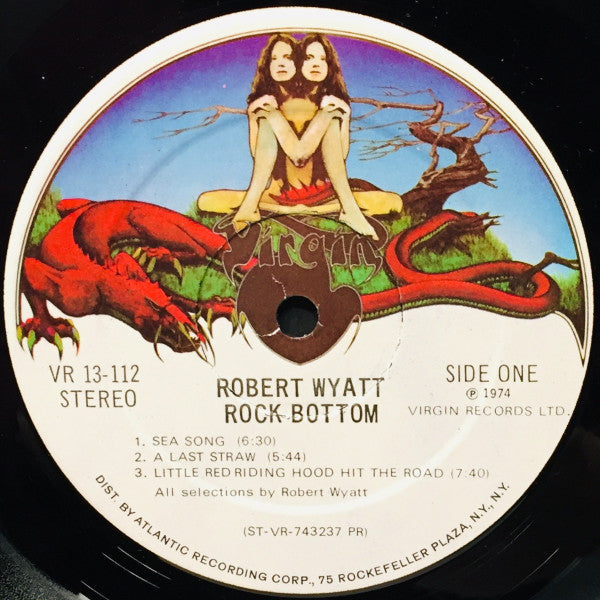 Virgin
VR 13-112
STEREO
SIDE ONE
℗ 1974
VIRGIN RECORDS LTD.
ROBERT WYATT
ROCK BOTTOM
1. SEA SONG (6:30)
2. A LAST STRAW (5:44)
3. LITTLE RED RIDING HOOD HIT THE ROAD (7:40)
All selections by Robert Wyatt
(ST-VR-743237 PR)
DIST. BY ATLANTIC RECORDING CORP., 75 ROCKEFELLER PLAZA, N.Y., N.Y.